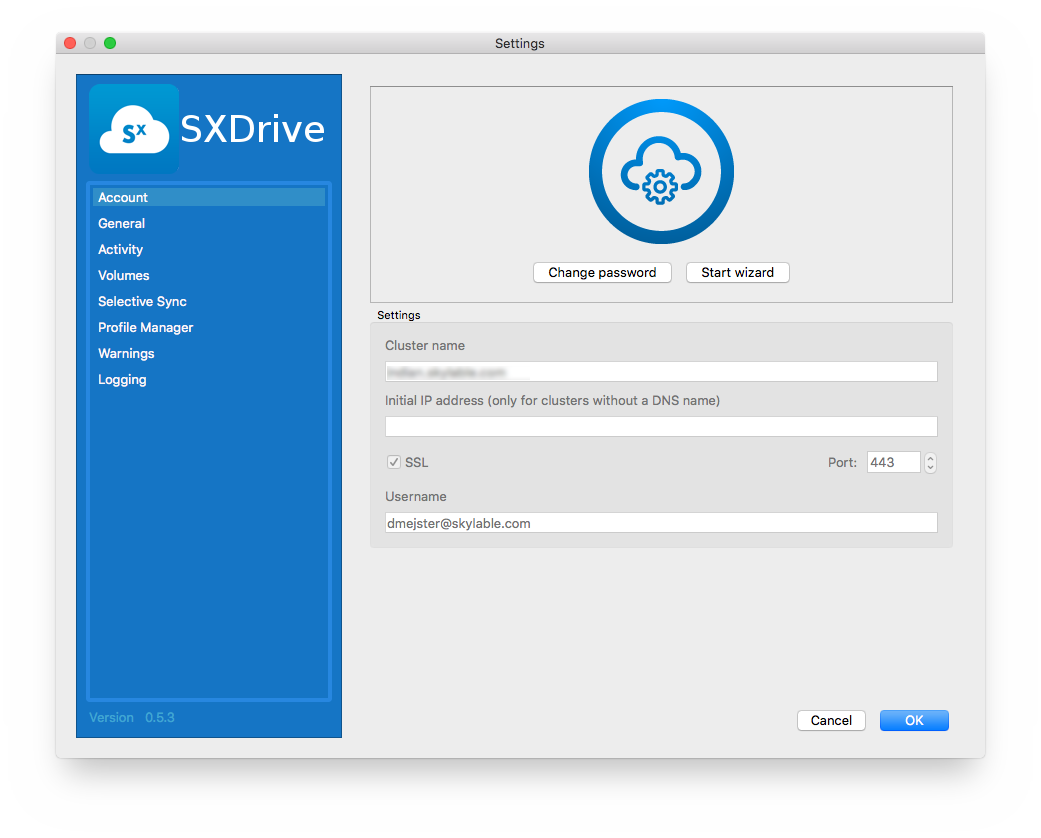 Settings
Sx
SXDrive
Account
General
Activity
Volumes
Selective Sync
Profile Manager
Warnings
Logging
Version 0.5.3
Change password Start wizard
Settings
Cluster name
Initial IP address (only for clusters without a DNS name)
SSL Port: 443
Username
dmejster@skylable.com
Cancel OK